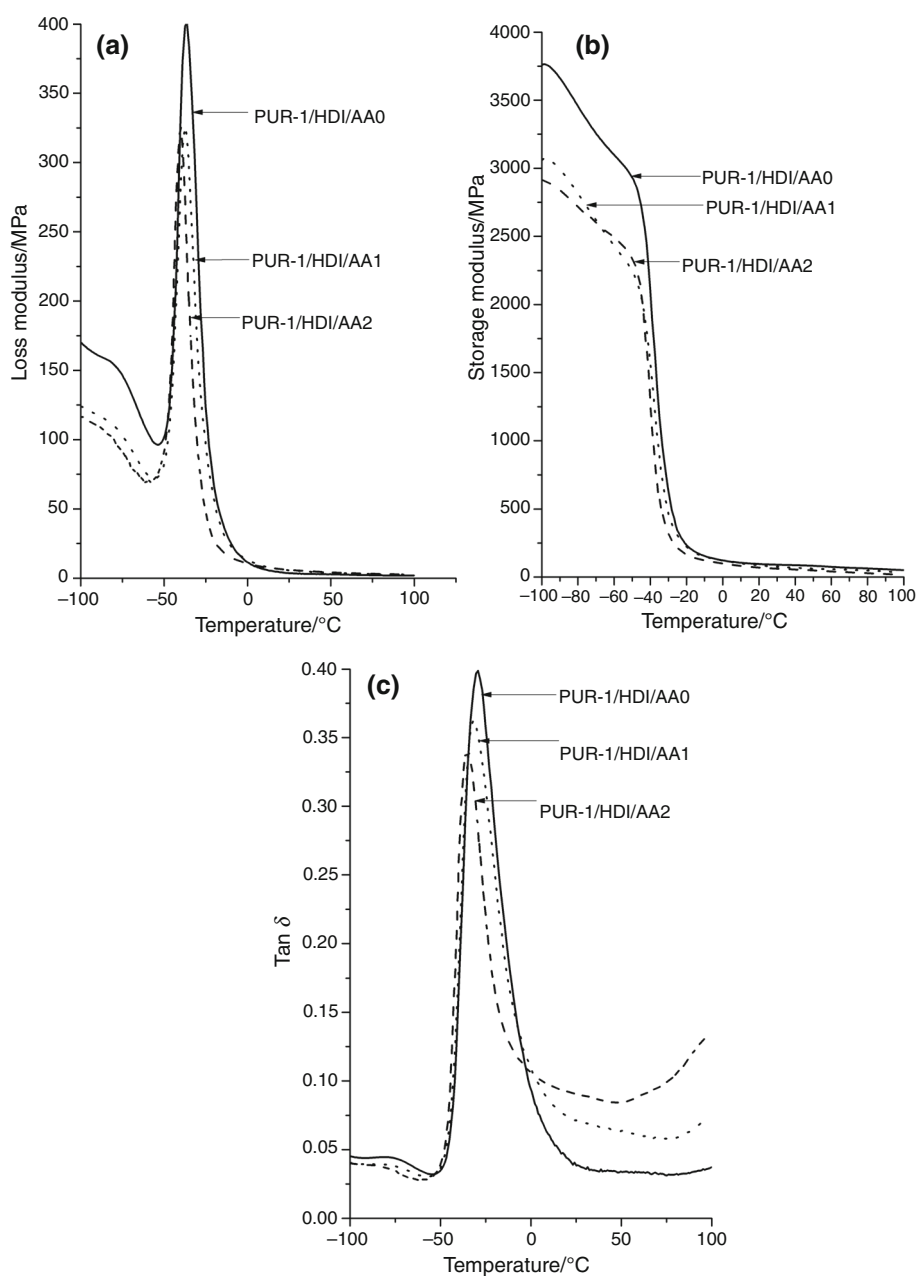 (a)
400
350
300
250
200
150
100
50
0
Loss modulus/MPa
PUR-1/HDI/AA0
PUR-1/HDI/AA1
PUR-1/HDI/AA2
−100 −50 0 50 100
Temperature/°C
(b)
4000
3500
3000
2500
2000
1500
1000
500
0
Storage modulus/MPa
PUR-1/HDI/AA0
PUR-1/HDI/AA1
PUR-1/HDI/AA2
−100 −80 −60 −40 −20 0 20 40 60 80 100
Temperature/°C
(c)
0.40
0.35
0.30
0.25
0.20
0.15
0.10
0.05
0.00
Tan δ
PUR-1/HDI/AA0
PUR-1/HDI/AA1
PUR-1/HDI/AA2
−100 −50 0 50 100
Temperature/°C